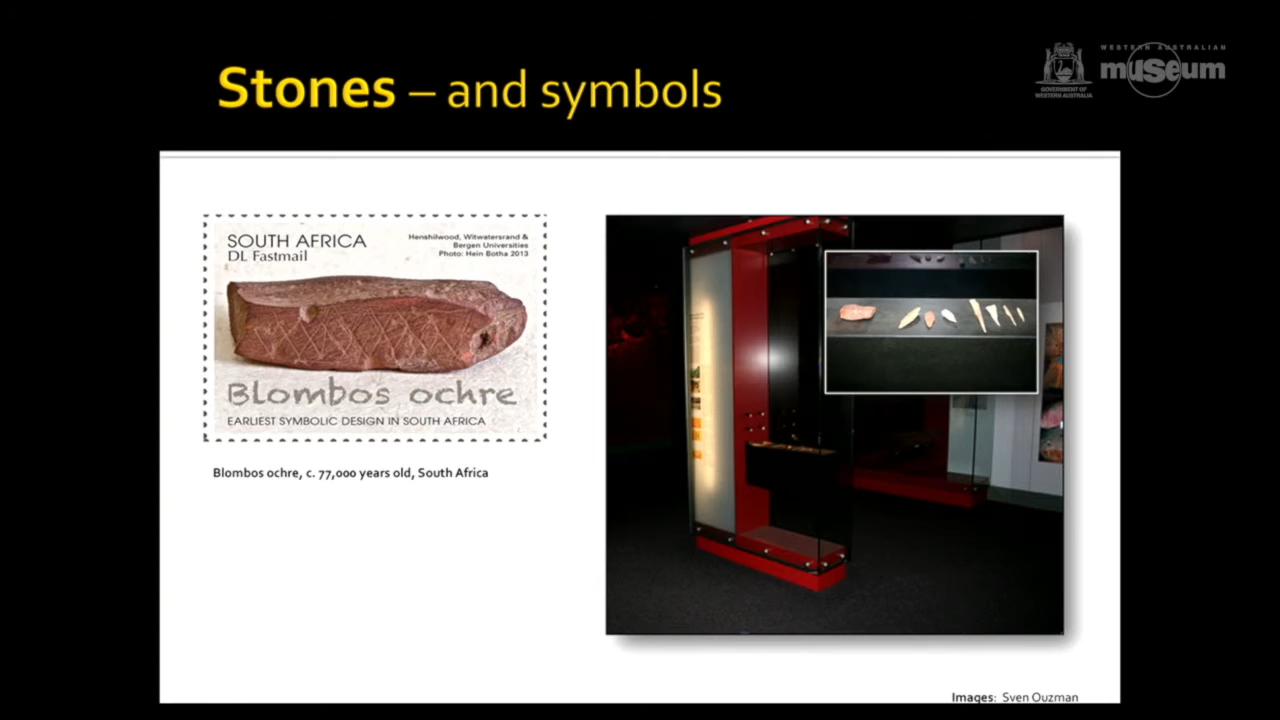 Stones – and symbols
GOVERNMENT OF
WESTERN AUSTRALIA
WESTERN AUSTRALIAN
museum
SOUTH AFRICA
DL Fastmail
Henshilwood, Witwatersrand &
Bergen Universities
Photo: Hein Botha 2013
Blombos ochre
EARLIEST SYMBOLIC DESIGN IN SOUTH AFRICA
Blombos ochre, c. 77,000 years old, South Africa
Images: Sven Ouzman